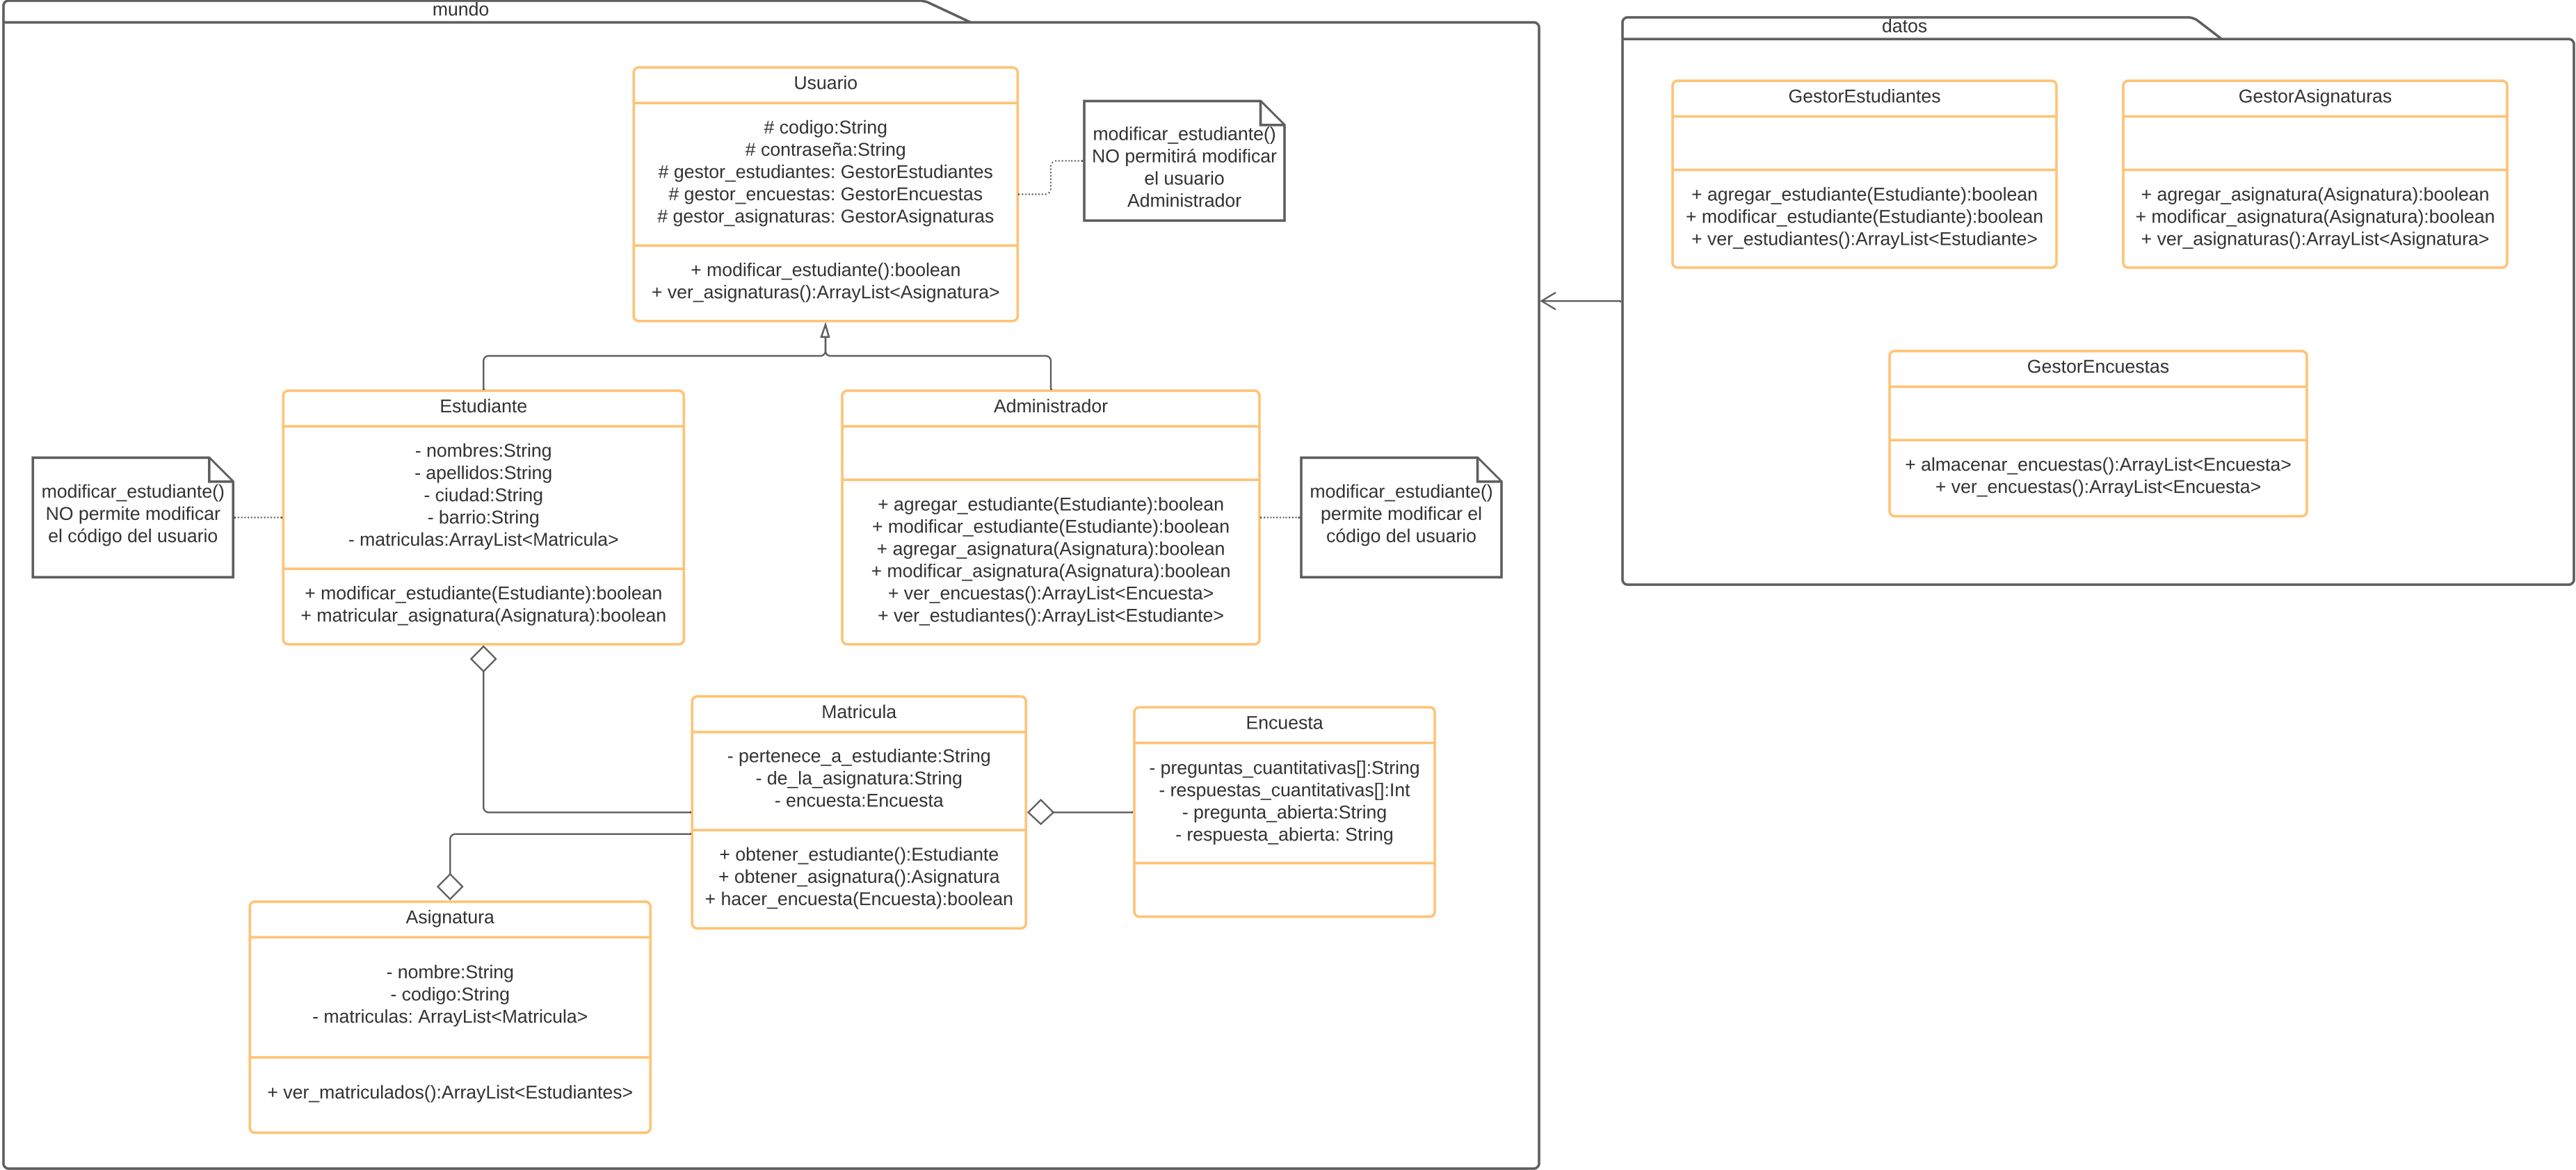 mundo
Usuario
# codigo:String
# contraseña:String
# gestor_estudiantes: GestorEstudiantes
# gestor_encuestas: GestorEncuestas
# gestor_asignaturas: GestorAsignaturas
+ modificar_estudiante():boolean
+ ver_asignaturas():ArrayList<Asignatura>
modificar_estudiante()
NO permitirá modificar
el usuario
Administrador
Estudiante
- nombres:String
- apellidos:String
- ciudad:String
- barrio:String
- matriculas:ArrayList<Matricula>
+ modificar_estudiante(Estudiante):boolean
+ matricular_asignatura(Asignatura):boolean
modificar_estudiante()
NO permite modificar
el código del usuario
Administrador
+ agregar_estudiante(Estudiante):boolean
+ modificar_estudiante(Estudiante):boolean
+ agregar_asignatura(Asignatura):boolean
+ modificar_asignatura(Asignatura):boolean
+ ver_encuestas():ArrayList<Encuesta>
+ ver_estudiantes():ArrayList<Estudiante>
modificar_estudiante()
permite modificar el
código del usuario
Matricula
- pertenece_a_estudiante:String
- de_la_asignatura:String
- encuesta:Encuesta
+ obtener_estudiante():Estudiante
+ obtener_asignatura():Asignatura
+ hacer_encuesta(Encuesta):boolean
Encuesta
- preguntas_cuantitativas[]:String
- respuestas_cuantitativas[]:Int
- pregunta_abierta:String
- respuesta_abierta: String
Asignatura
- nombre:String
- codigo:String
- matriculas: ArrayList<Matricula>
+ ver_matriculados():ArrayList<Estudiantes>
datos
GestorEstudiantes
+ agregar_estudiante(Estudiante):boolean
+ modificar_estudiante(Estudiante):boolean
+ ver_estudiantes():ArrayList<Estudiante>
GestorAsignaturas
+ agregar_asignatura(Asignatura):boolean
+ modificar_asignatura(Asignatura):boolean
+ ver_asignaturas():ArrayList<Asignatura>
GestorEncuestas
+ almacenar_encuestas():ArrayList<Encuesta>
+ ver_encuestas():ArrayList<Encuesta>